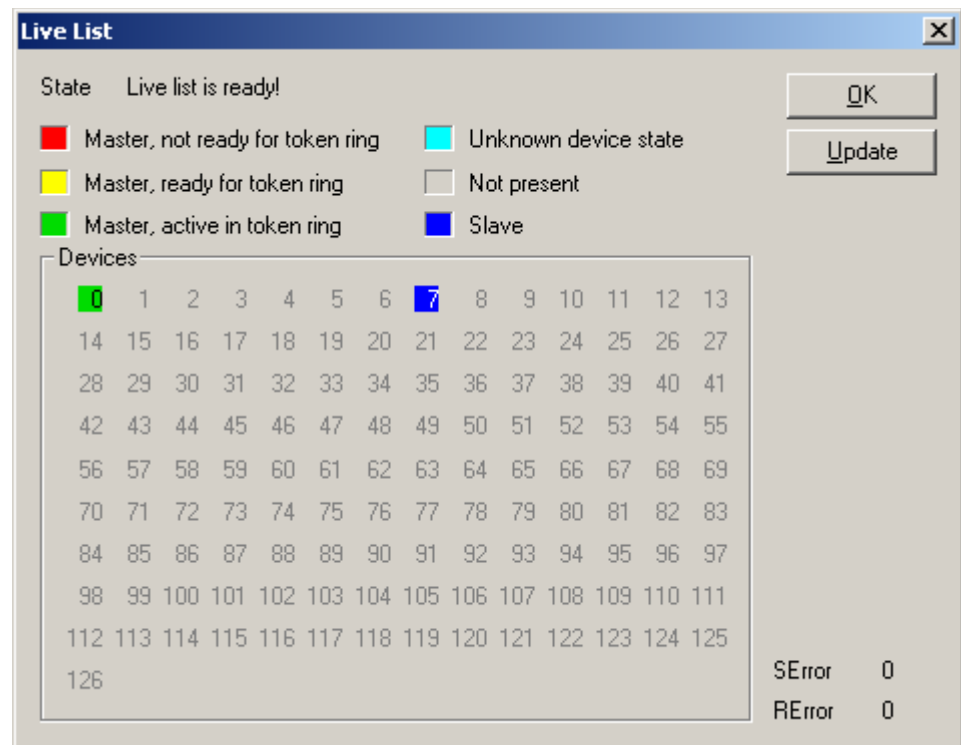 Live List
State Live list is ready!
OK
Master, not ready for token ring Unknown device state
Update
Master, ready for token ring Not present
Master, active in token ring Slave
Devices
0 1 2 3 4 5 6 7 8 9 10 11 12 13
14 15 16 17 18 19 20 21 22 23 24 25 26 27
28 29 30 31 32 33 34 35 36 37 38 39 40 41
42 43 44 45 46 47 48 49 50 51 52 53 54 55
56 57 58 59 60 61 62 63 64 65 66 67 68 69
70 71 72 73 74 75 76 77 78 79 80 81 82 83
84 85 86 87 88 89 90 91 92 93 94 95 96 97
98 99 100 101 102 103 104 105 106 107 108 109 110 111
112 113 114 115 116 117 118 119 120 121 122 123 124 125
126
SError 0
RError 0